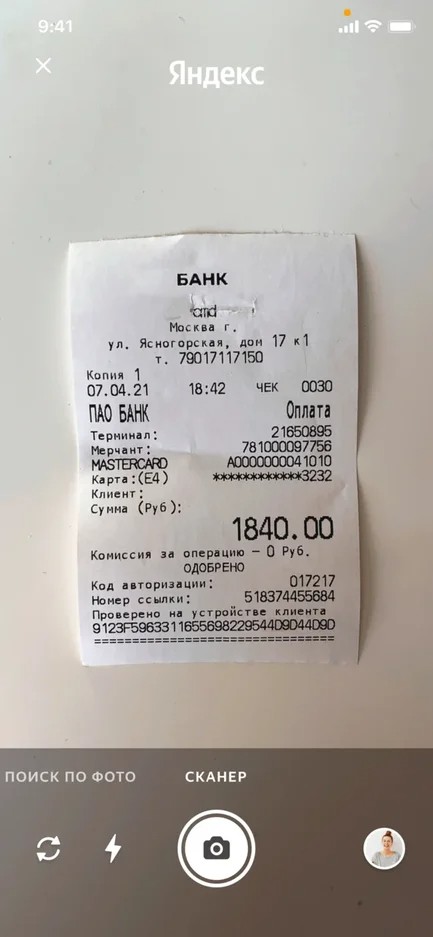 9:41
Яндекс
БАНК
and
Москва г.
ул. Ясногорская, дом 17 к1
т. 79017117150
Копия 1
07.04.21 18:42 ЧЕК 0030
ПАО БАНК Оплата
Терминал: 21650895
Мерчант: 781000097756
MASTERCARD A0000000041010
Карта:(E4) ************3232
Клиент:
Сумма (Руб):
1840.00
Комиссия за операцию – 0 Руб.
ОДОБРЕНО
Код авторизации: 017217
Номер ссылки: 518374455684
Проверено на устройстве клиента
9123F5963311655698229544D9D44D9D
================================
ПОИСК ПО ФОТО СКАНЕР